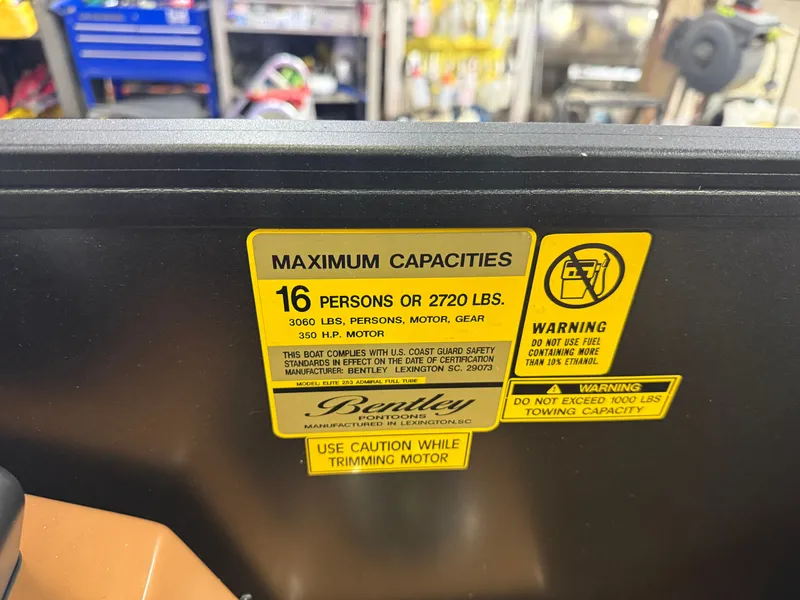 MAXIMUM CAPACITIES
16 PERSONS OR 2720 LBS.
3060 LBS, PERSONS, MOTOR, GEAR
350 H.P. MOTOR
THIS BOAT COMPLIES WITH U.S. COAST GUARD SAFETY
STANDARDS IN EFFECT ON THE DATE OF CERTIFICATION
MANUFACTURER: BENTLEY LEXINGTON SC. 29073
MODEL: ELITE 253 ADMIRAL FULL TUBE
Bentley
PONTOONS
MANUFACTURED IN LEXINGTON,SC
USE CAUTION WHILE
TRIMMING MOTOR
WARNING
DO NOT USE FUEL
CONTAINING MORE
THAN 10% ETHANOL.
WARNING
DO NOT EXCEED 1000 LBS
TOWING CAPACITY